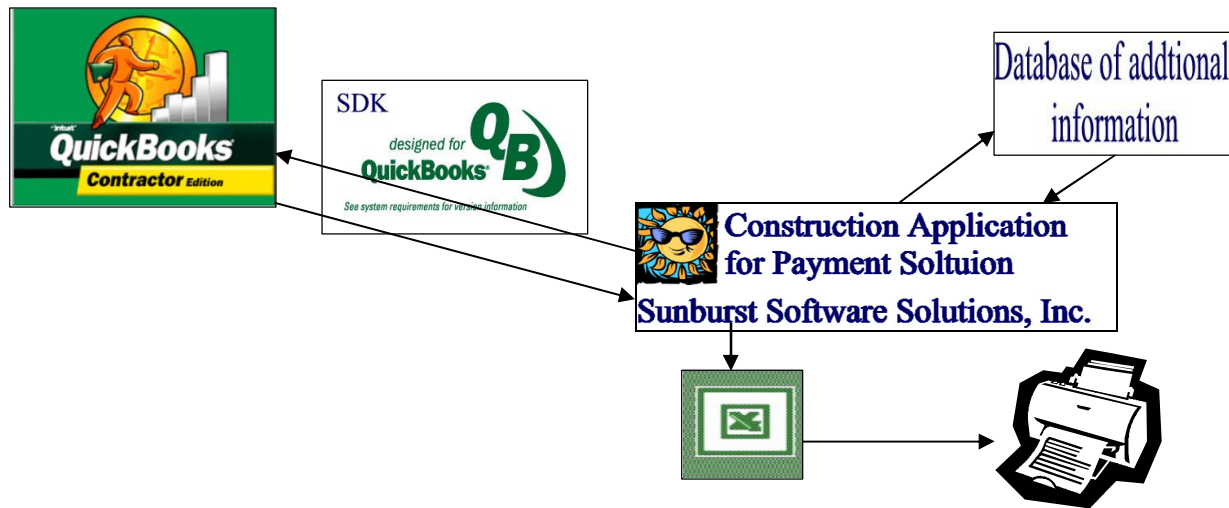 Intuit
QuickBooks
Contractor Edition
SDK
designed for
QuickBooks
QB
See system requirements for version information
Database of addtional
information
Construction Application
for Payment Soltuion
Sunburst Software Solutions, Inc.